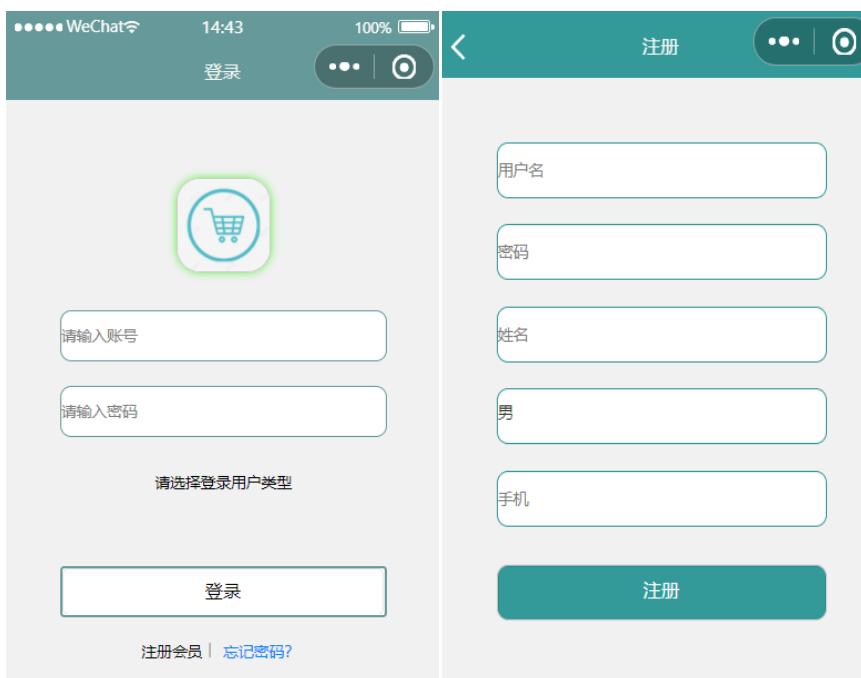 WeChat 14:43 100%
登录
请输入账号
请输入密码
请选择登录用户类型
登录
注册会员 忘记密码?
注册
用户名
密码
姓名
男
手机
注册